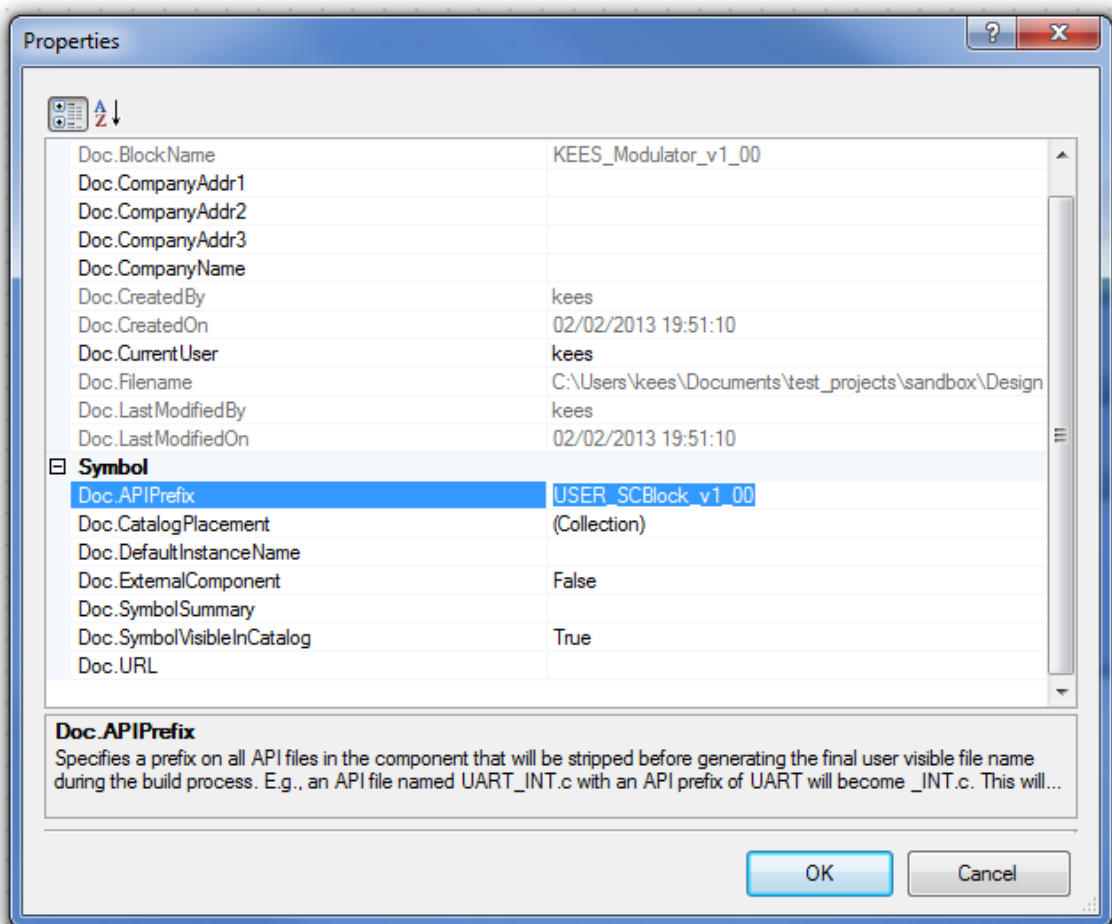 Properties
Doc.BlockName KEES_Modulator_v1_00
Doc.CompanyAddr1
Doc.CompanyAddr2
Doc.CompanyAddr3
Doc.CompanyName
Doc.CreatedBy kees
Doc.CreatedOn 02/02/2013 19:51:10
Doc.CurrentUser kees
Doc.Filename C:\Users\kees\Documents\test_projects\sandbox\Design
Doc.LastModifiedBy kees
Doc.LastModifiedOn 02/02/2013 19:51:10
Symbol
Doc.APIPrefix USER_SCBlock_v1_00
Doc.CatalogPlacement (Collection)
Doc.DefaultInstanceName
Doc.ExternalComponent False
Doc.SymbolSummary
Doc.SymbolVisibleInCatalog True
Doc.URL
Doc.APIPrefix
Specifies a prefix on all API files in the component that will be stripped before generating the final user visible file name
during the build process. E.g., an API file named UART_INT.c with an API prefix of UART will become _INT.c. This will...
OK Cancel